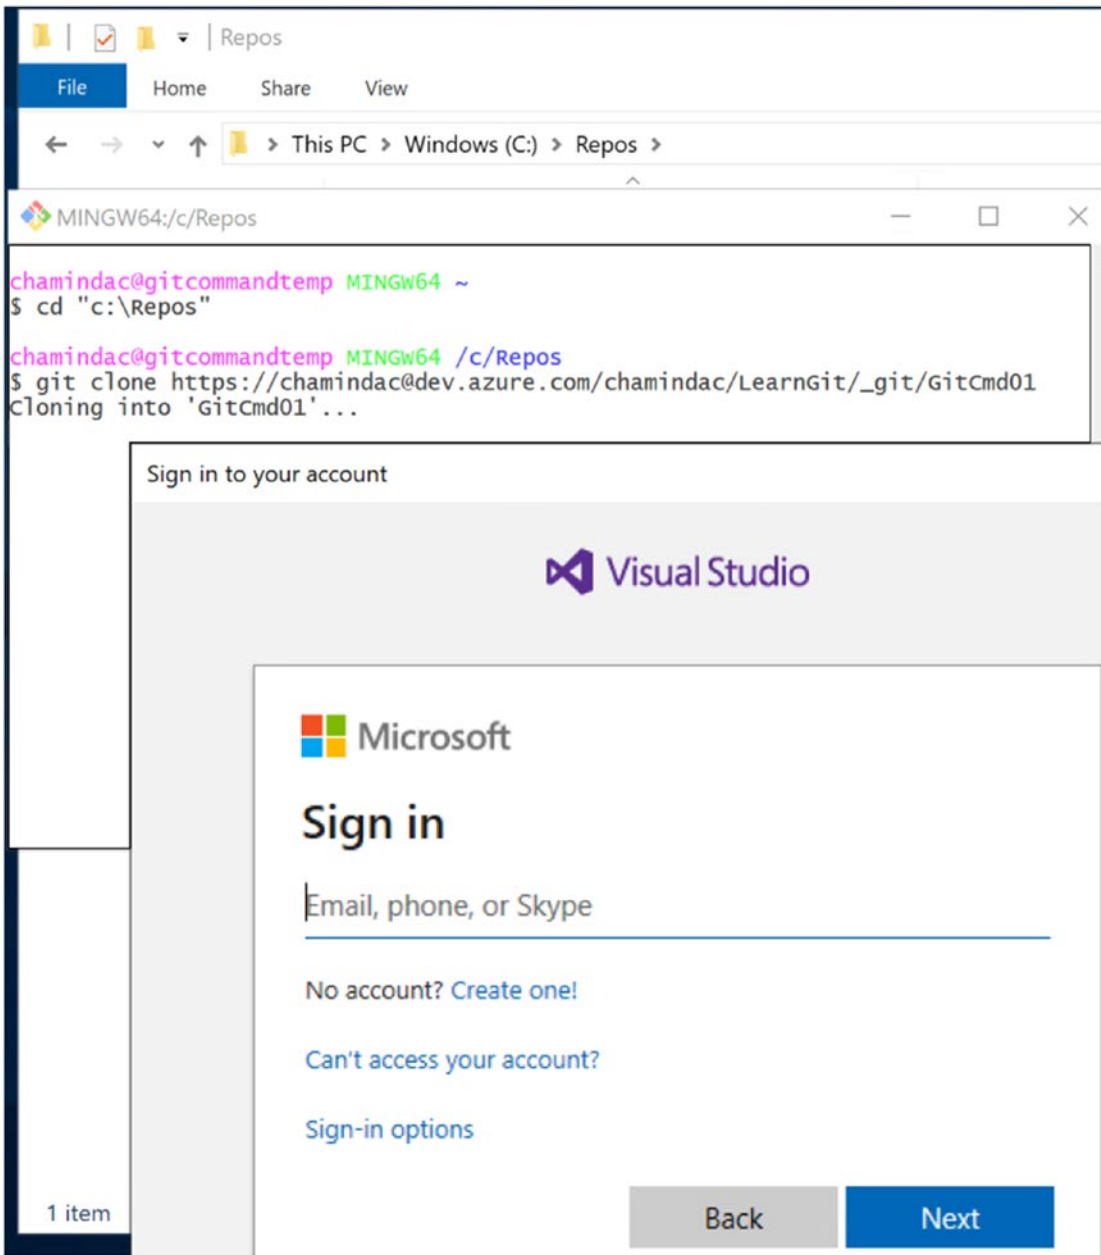 Repos
File Home Share View
This PC > Windows (C:) > Repos >
MINGW64:/c/Repos
chamindac@gitcommandtemp MINGW64 ~
$ cd "c:\Repos"
chamindac@gitcommandtemp MINGW64 /c/Repos
$ git clone https://chamindac@dev.azure.com/chamindac/LearnGit/_git/GitCmd01
Cloning into 'GitCmd01'...
Sign in to your account
Visual Studio
Microsoft
Sign in
Email, phone, or Skype
No account? Create one!
Can't access your account?
Sign-in options
Back Next
1 item